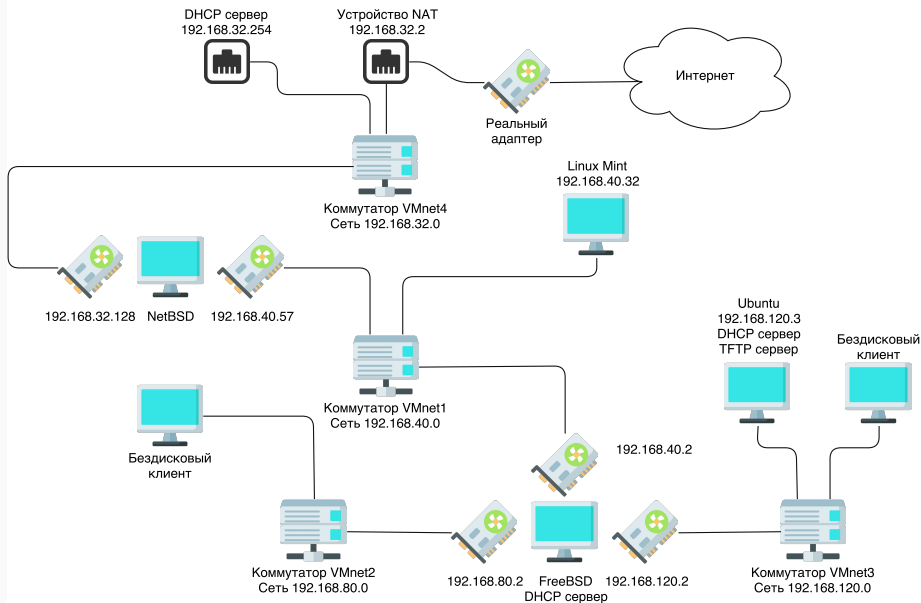 DHCP сервер
192.168.32.254
Устройство NAT
192.168.32.2
Интернет
Реальный
адаптер
Linux Mint
192.168.40.32
Коммутатор VMnet4
Сеть 192.168.32.0
192.168.32.128
NetBSD
192.168.40.57
Ubuntu
192.168.120.3
DHCP сервер
TFTP сервер
Бездисковый
клиент
Коммутатор VMnet1
Сеть 192.168.40.0
Бездисковый
клиент
192.168.40.2
Коммутатор VMnet2
Сеть 192.168.80.0
192.168.80.2
FreeBSD
DHCP сервер
192.168.120.2
Коммутатор VMnet3
Сеть 192.168.120.0